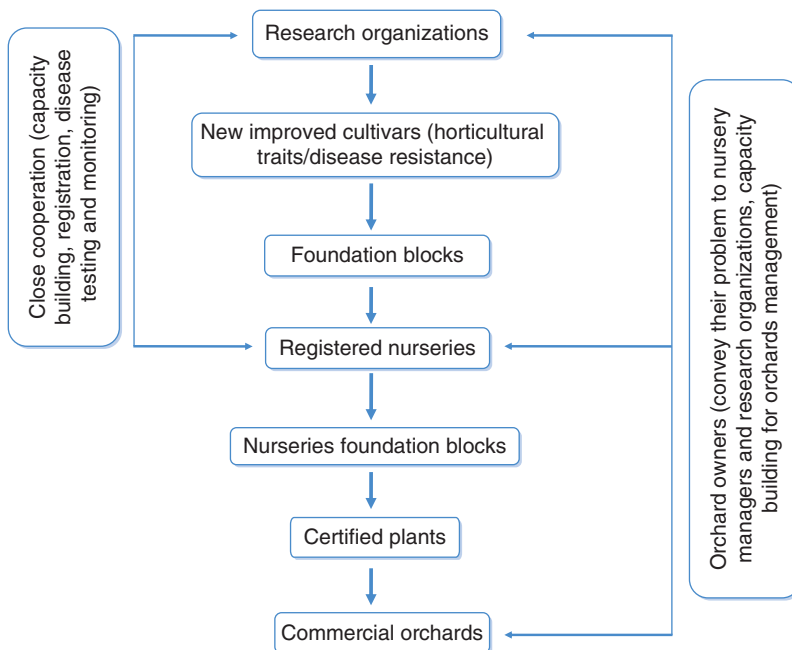 Research organizations
New improved cultivars (horticultural
traits/disease resistance)
Foundation blocks
Registered nurseries
Nurseries foundation blocks
Certified plants
Commercial orchards
Close cooperation (capacity
building, registration, disease
testing and monitoring)
Orchard owners (convey their problem to nursery
managers and research organizations, capacity
building for orchards management)